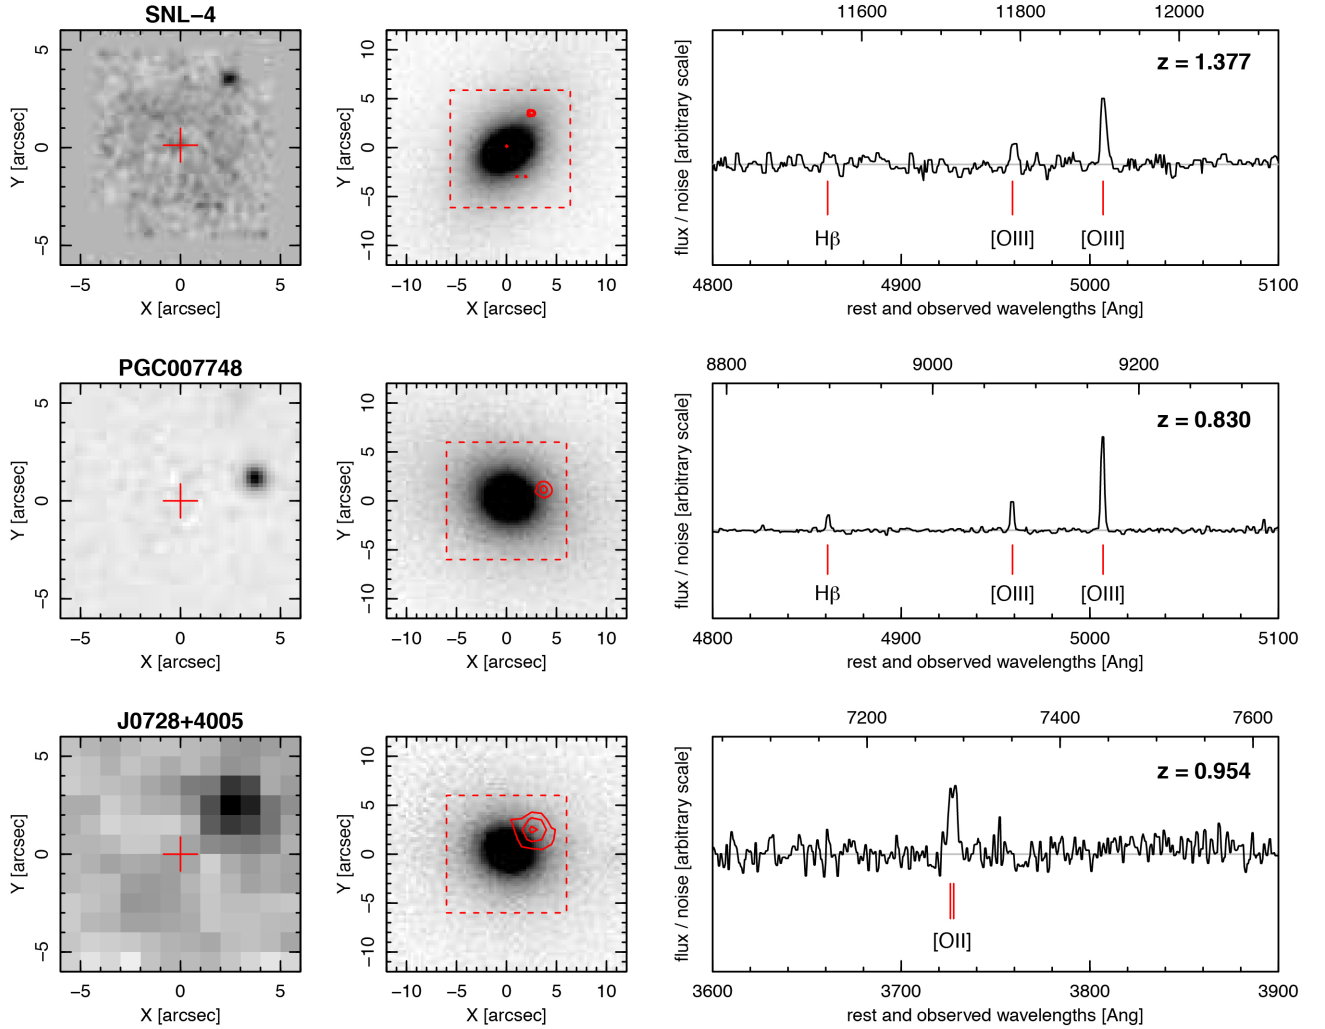 SNL−4
11600 11800 12000
5
0
−5
Y [arcsec]
−5 0 5
X [arcsec]
10
5
0
−5
−10
Y [arcsec]
−10 −5 0 5 10
X [arcsec]
flux / noise [arbitrary scale]
z = 1.377
Hβ [OIII] [OIII]
4800 4900 5000 5100
rest and observed wavelengths [Ang]
PGC007748
8800 9000 9200
5
0
−5
Y [arcsec]
−5 0 5
X [arcsec]
10
5
0
−5
−10
Y [arcsec]
−10 −5 0 5 10
X [arcsec]
flux / noise [arbitrary scale]
z = 0.830
Hβ [OIII] [OIII]
4800 4900 5000 5100
rest and observed wavelengths [Ang]
J0728+4005
7200 7400 7600
5
0
−5
Y [arcsec]
−5 0 5
X [arcsec]
10
5
0
−5
−10
Y [arcsec]
−10 −5 0 5 10
X [arcsec]
flux / noise [arbitrary scale]
z = 0.954
[OII]
3600 3700 3800 3900
rest and observed wavelengths [Ang]